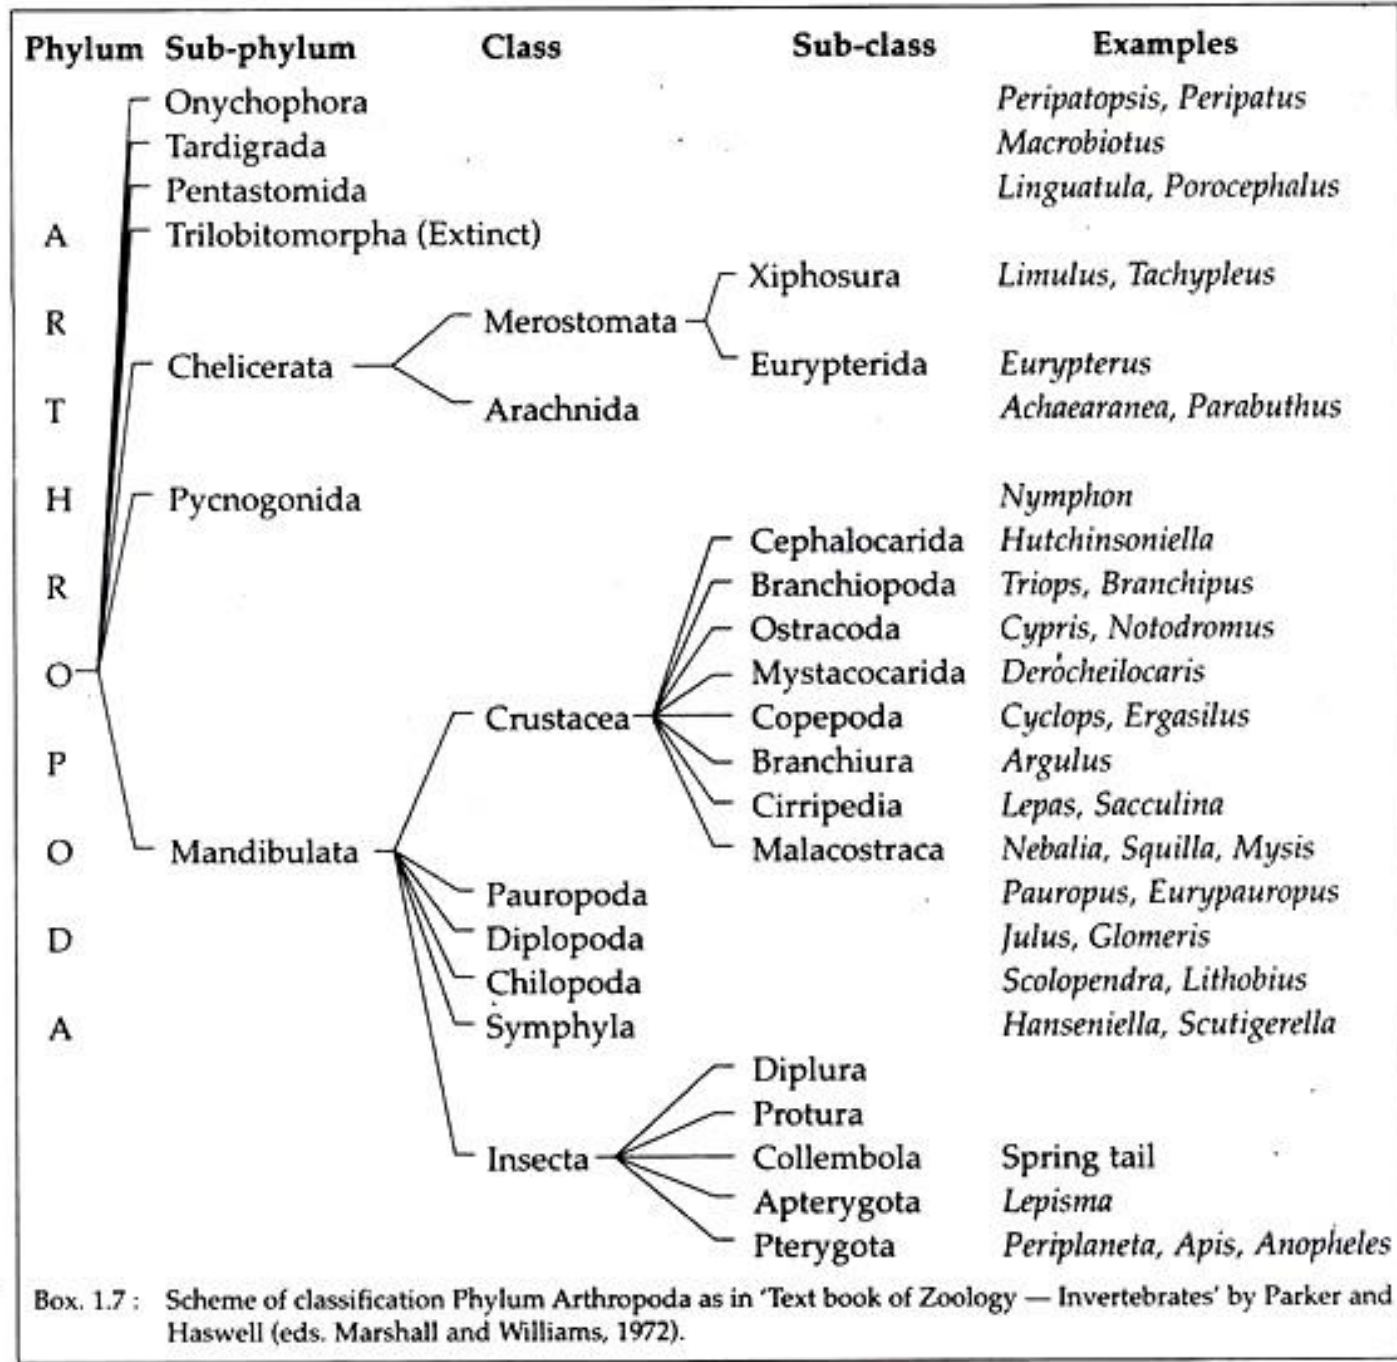 Phylum Sub-phylum Class Sub-class Examples
Onychophora Peripatopsis, Peripatus
Tardigrada Macrobiotus
Pentastomida Linguatula, Porocephalus
A Trilobitomorpha (Extinct)
Xiphosura Limulus, Tachypleus
R Merostomata
Chelicerata Eurypterida Eurypterus
T Arachnida Achaearanea, Parabuthus
H Pycnogonida Nymphon
Cephalocarida Hutchinsoniella
R Branchiopoda Triops, Branchipus
Ostracoda Cypris, Notodromus
O Mystacocarida Derocheilocaris
Crustacea Copepoda Cyclops, Ergasilus
P Branchiura Argulus
Cirripedia Lepas, Sacculina
O Mandibulata Malacostraca Nebalia, Squilla, Mysis
Pauropoda Pauropus, Eurypauropus
D Diplopoda Julus, Glomeris
Chilopoda Scolopendra, Lithobius
A Symphyla Hanseniella, Scutigerella
Diplura
Protura
Insecta Collembola Spring tail
Apterygota Lepisma
Pterygota Periplaneta, Apis, Anopheles
Box. 1.7 : Scheme of classification Phylum Arthropoda as in 'Text book of Zoology — Invertebrates' by Parker and
Haswell (eds. Marshall and Williams, 1972).